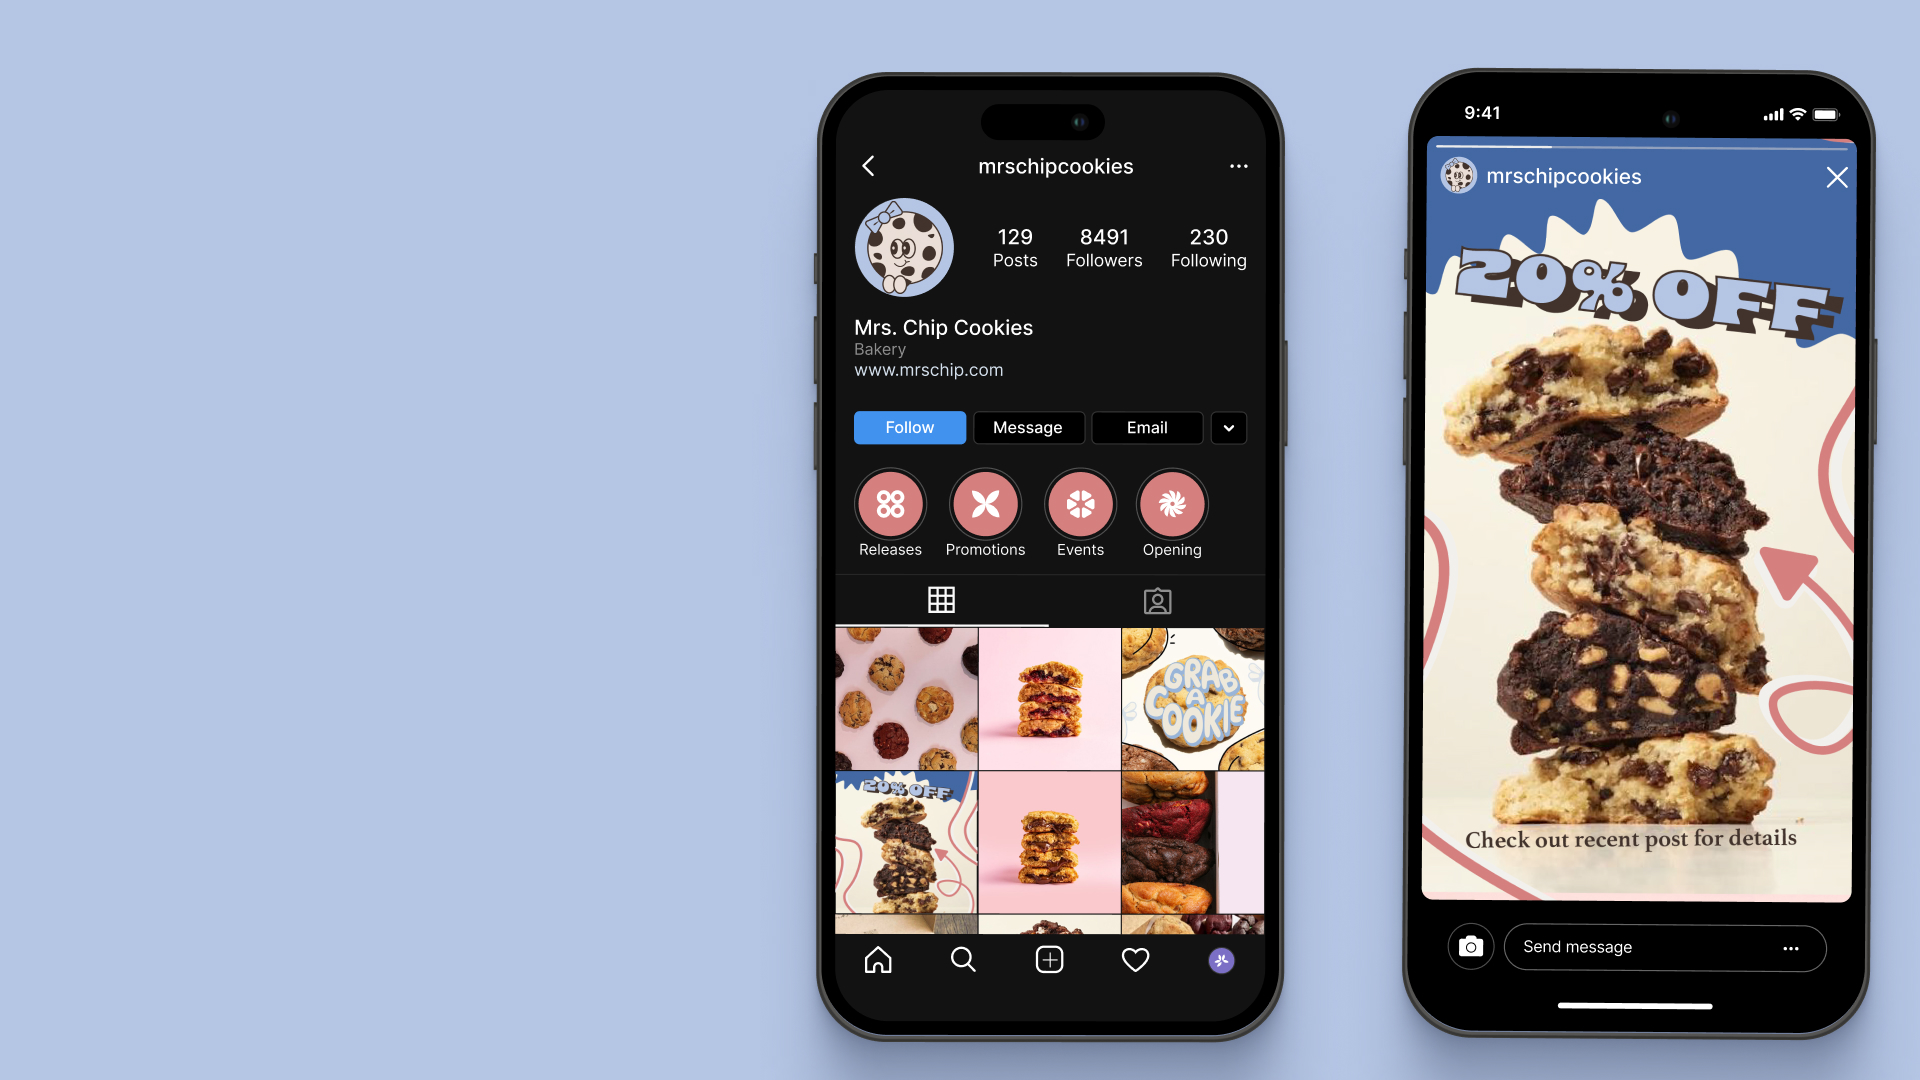 mrschipcookies
129
Posts
8491
Followers
230
Following
Mrs. Chip Cookies
Bakery
www.mrschip.com
Follow
Message
Email
Releases
Promotions
Events
Opening
GRAB
A
COOKIE
20% OFF
9:41
mrschipcookies
20% OFF
Check out recent post for details
Send message